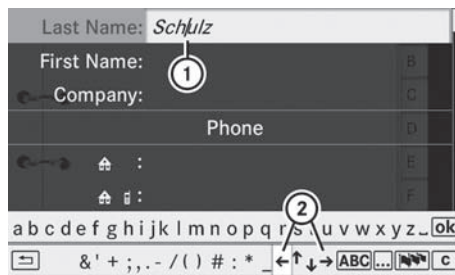 Last Name: Schulz
First Name:
1
Company:
B
C
Phone
D
:
E
:
F
2
a b c d e f g h i j k l m n o p q r s t u v w x y z _ ok
&' + ; , . - / ( ) # : * _ ← ↑ ↓ → ABC ... C